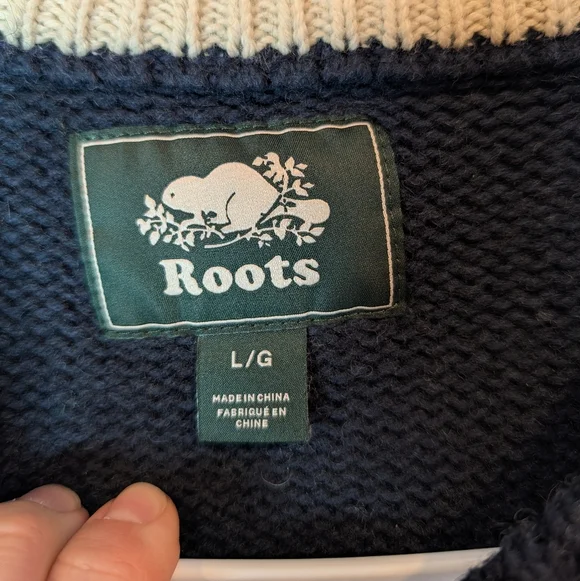 Roots
L/G
MADE IN CHINA
FABRIQUÉ EN
CHINE